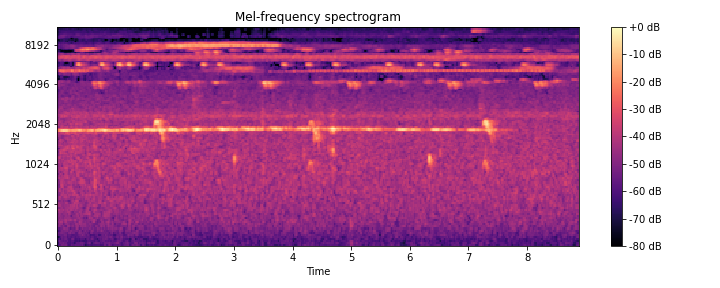 Mel-frequency spectrogram
+0 dB
8192
-10 dB
4096
-20 dB
-30 dB
Hz
2048
-40 dB
1024
-50 dB
512
-60 dB
-70 dB
0
-80 dB
0 1 2 3 4 5 6 7 8
Time